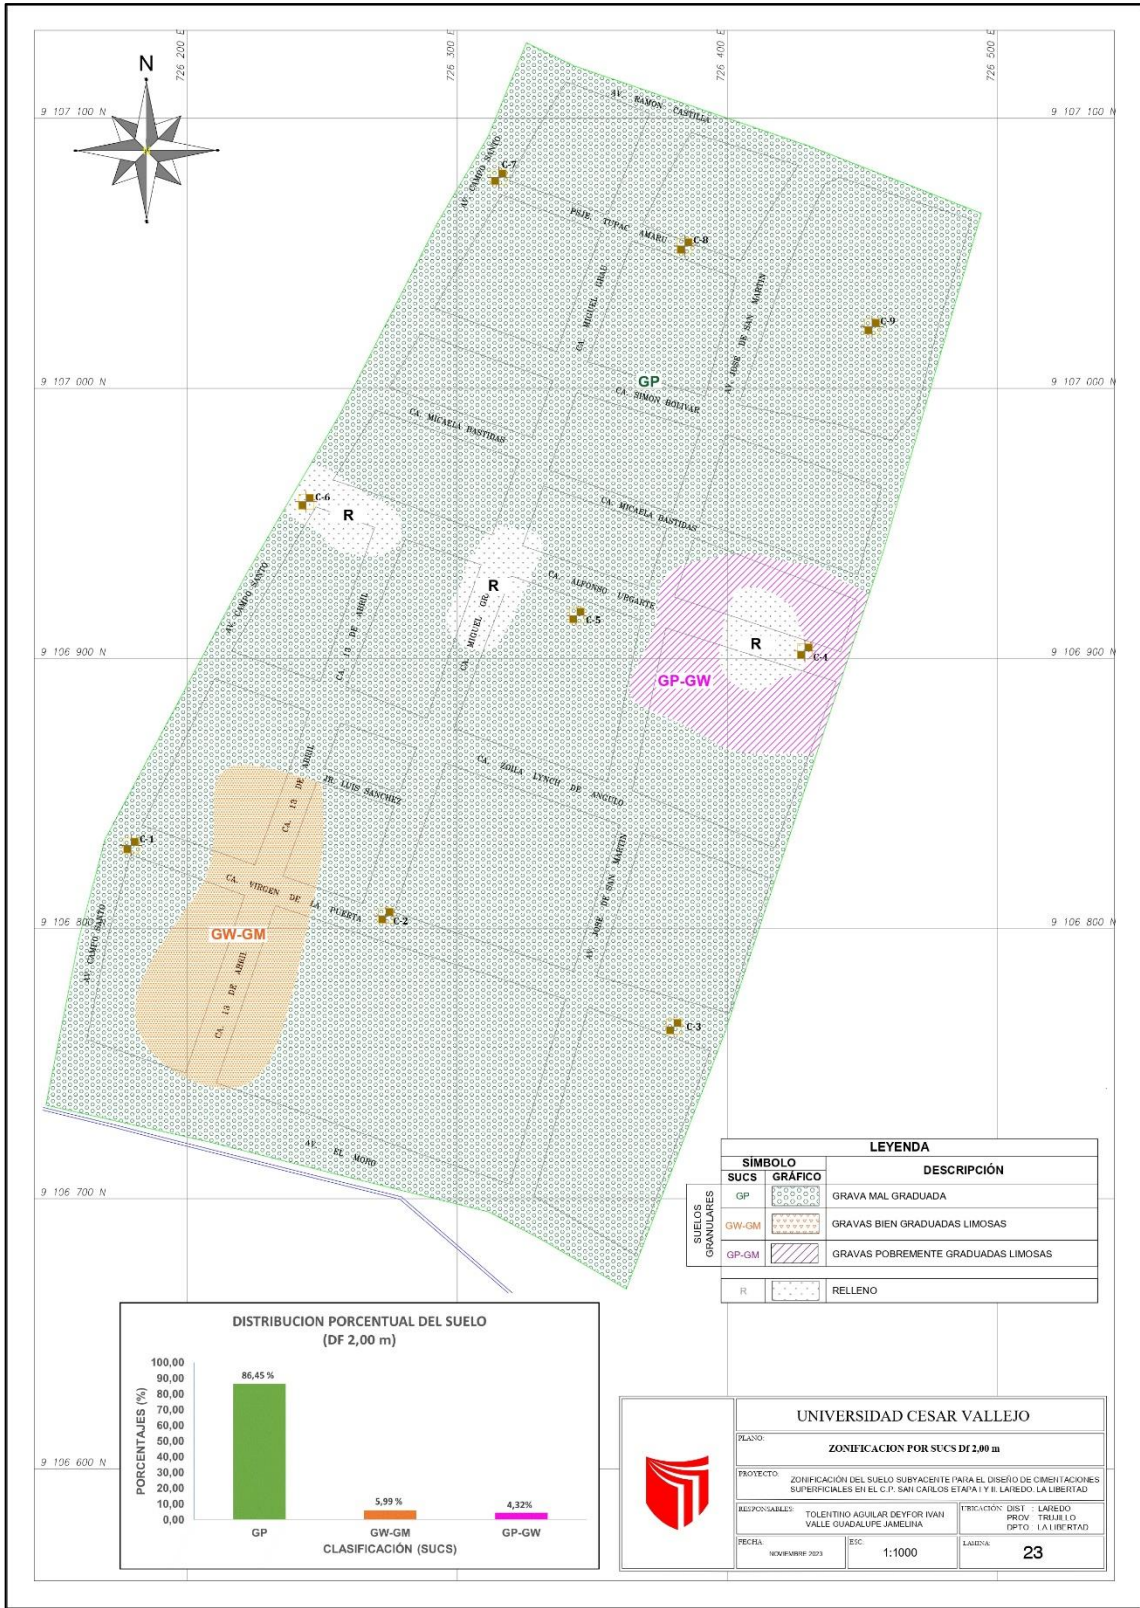 726 200 E
726 300 E
726 400 E
726 500 E
N
9 107 100 N
9 107 100 N
AV. RAMON CASTILLA
AV. CAMPO SANTO
C-7
PSJE. TUPAC AMARU
C-8
CA. MIGUEL GRAU
AV. JOSE DE SAN MARTIN
C-9
9 107 000 N
9 107 000 N
GP
CA. SIMON BOLIVAR
CA. MICAELA BASTIDAS
C-6
R
CA. MICAELA BASTIDAS
AV. CAMPO SANTO
CA. 13 DE ABRIL
R
CA. MIGUEL GR
CA. ALFONSO URGARTE
C-5
R
C-4
9 106 900 N
9 106 900 N
GP-GW
CA. 13 DE ABRIL
JR. LUIS SANCHEZ
CA. ZOILA LYNCH DE ANGULO
C-1
CA. VIRGEN DE LA PUERTA
C-2
AV. JOSE DE SAN MARTIN
9 106 800 N
9 106 800 N
AV. CAMPO SANTO
GW-GM
CA. 13 DE ABRIL
C-3
AV. EL MORO
9 106 700 N
LEYENDA
SÍMBOLO
DESCRIPCIÓN
SUCS
GRÁFICO
SUELOS
GRANULARES
GP
GRAVA MAL GRADUADA
GW-GM
GRAVAS BIEN GRADUADAS LIMOSAS
GP-GM
GRAVAS POBREMENTE GRADUADAS LIMOSAS
R
RELLENO
DISTRIBUCION PORCENTUAL DEL SUELO
(DF 2,00 m)
PORCENTAJES (%)
100,00
90,00
80,00
70,00
60,00
50,00
40,00
30,00
20,00
10,00
0,00
86,45 %
5,99 %
4,32%
GP
GW-GM
GP-GW
CLASIFICACIÓN (SUCS)
9 106 600 N
UNIVERSIDAD CESAR VALLEJO
PLANO:
ZONIFICACION POR SUCS Df 2,00 m
PROYECTO:
ZONIFICACIÓN DEL SUELO SUBYACENTE PARA EL DISEÑO DE CIMENTACIONES
SUPERFICIALES EN EL C.P. SAN CARLOS ETAPA I Y II. LAREDO. LA LIBERTAD
RESPONSABLES:
TOLENTINO AGUILAR DEYFOR IVAN
VALLE GUADALUPE JAMELINA
UBICACIÓN:
DIST : LAREDO
PROV : TRUJILLO
DPTO : LA LIBERTAD
FECHA:
NOVIEMBRE 2023
ESC:
1:1000
LAMINA:
23